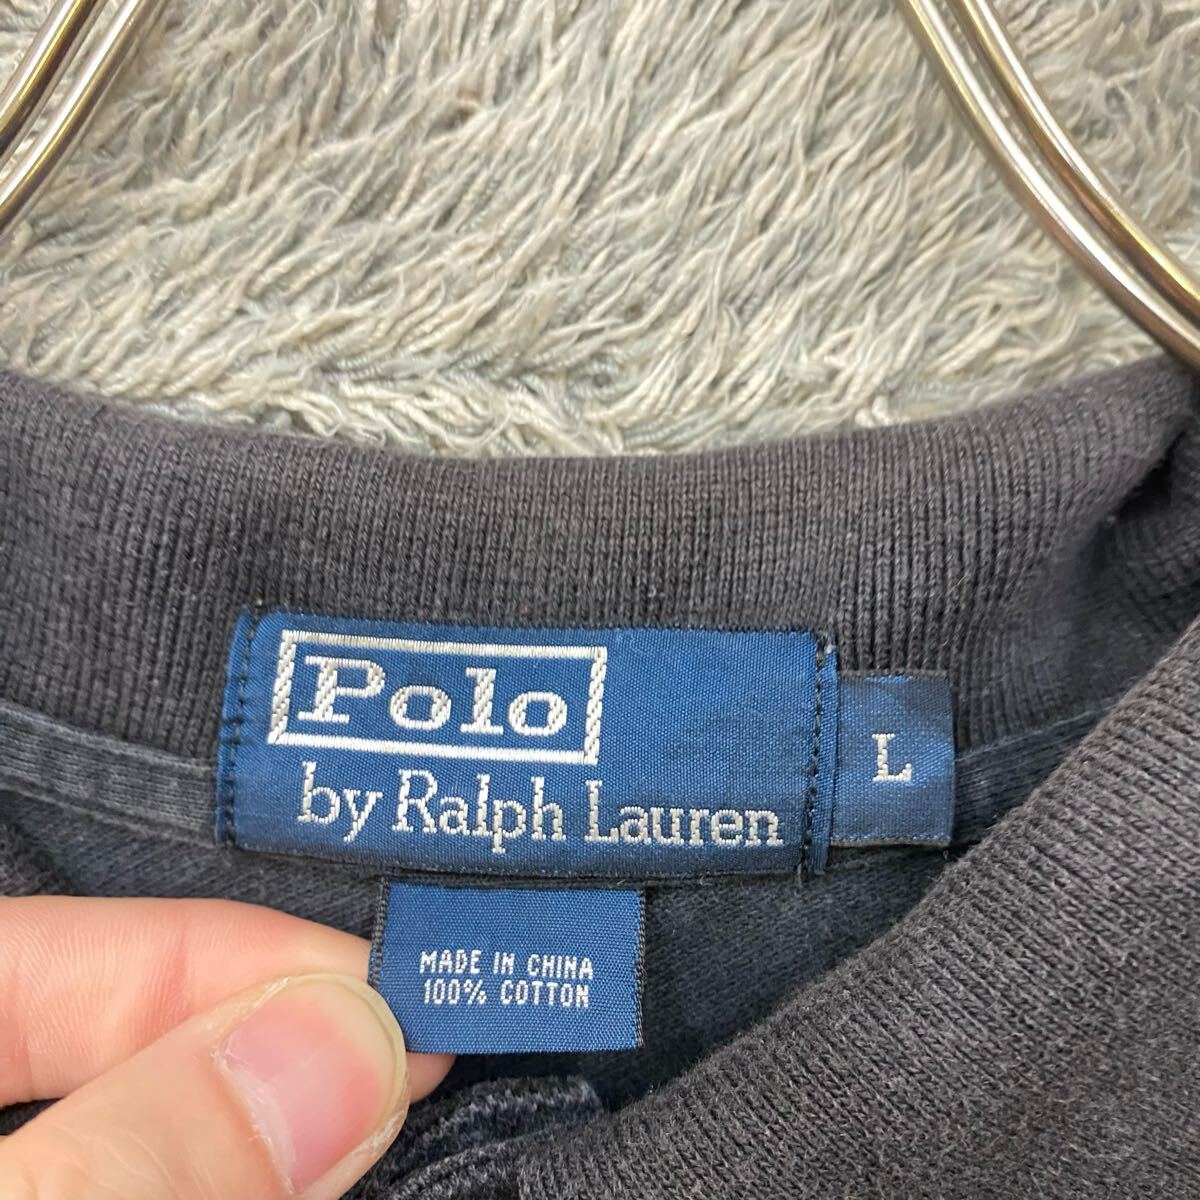 Polo
by Ralph Lauren
L
MADE IN CHINA
100% COTTON